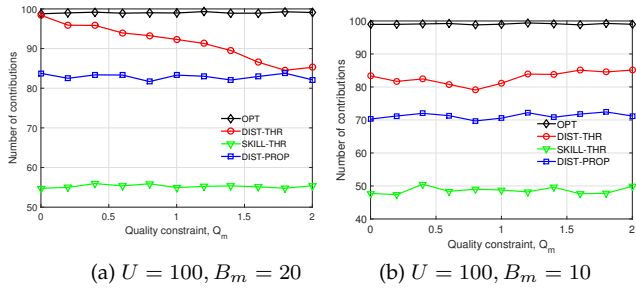 Number of contributions
100
90
80
70
60
50
OPT
DIST-THR
SKILL-THR
DIST-PROP
0
0.5
1
1.5
2
Quality constraint, Q_m
(a) U = 100, B_m = 20
Number of contributions
100
90
80
70
60
50
40
OPT
DIST-THR
SKILL-THR
DIST-PROP
0
0.5
1
1.5
2
Quality constraint, Q_m
(b) U = 100, B_m = 10